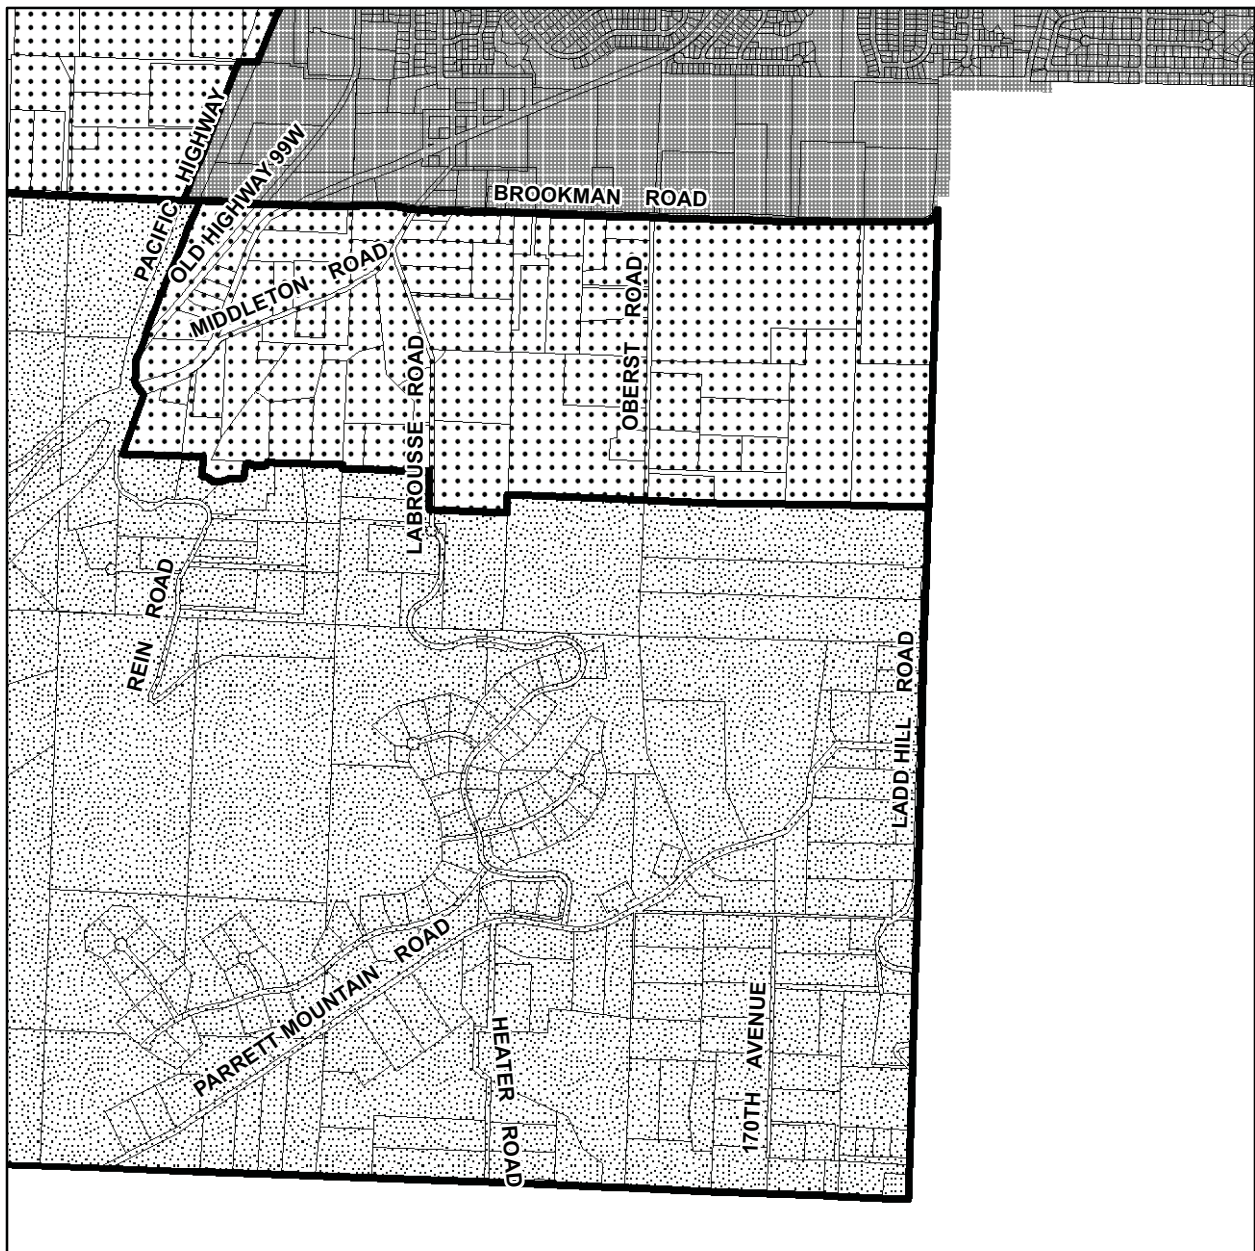 PACIFIC HIGHWAY
OLD HIGHWAY 99W
BROOKMAN ROAD
MIDDLETON ROAD
OBERST ROAD
LABROUSSE ROAD
REIN ROAD
LADD HILL ROAD
PARRETT MOUNTAIN ROAD
HEATER ROAD
170TH AVENUE